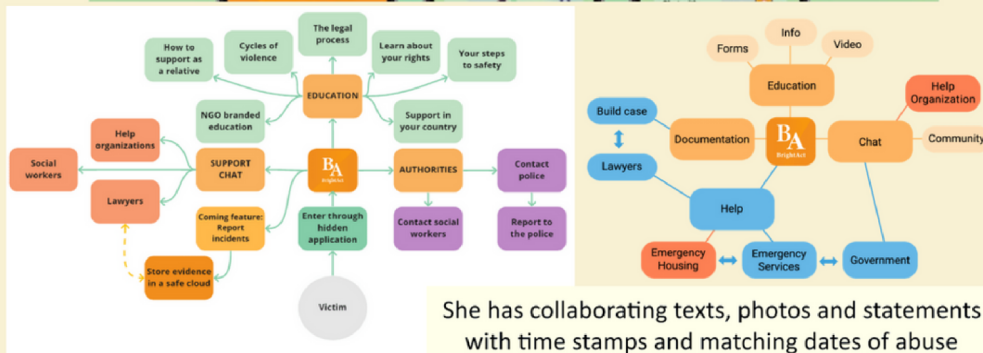 The legal
process
How to
support as
a relative
Cycles of
violence
Learn about
your rights
Your steps
to safety
EDUCATION
NGO branded
education
Support in
your country
Help
organizations
Social
workers
SUPPORT
CHAT
BA
BrightAct
AUTHORITIES
Contact
police
Lawyers
Coming feature:
Report
incidents
Enter through
hidden
application
Contact social
workers
Report to
the police
Store evidence
in a safe cloud
Victim
Info
Forms
Video
Education
Help
Organization
Build case
Documentation
BA
BrightAct
Chat
Community
Lawyers
Help
Emergency
Housing
Emergency
Services
Government
She has collaborating texts, photos and statements
with time stamps and matching dates of abuse